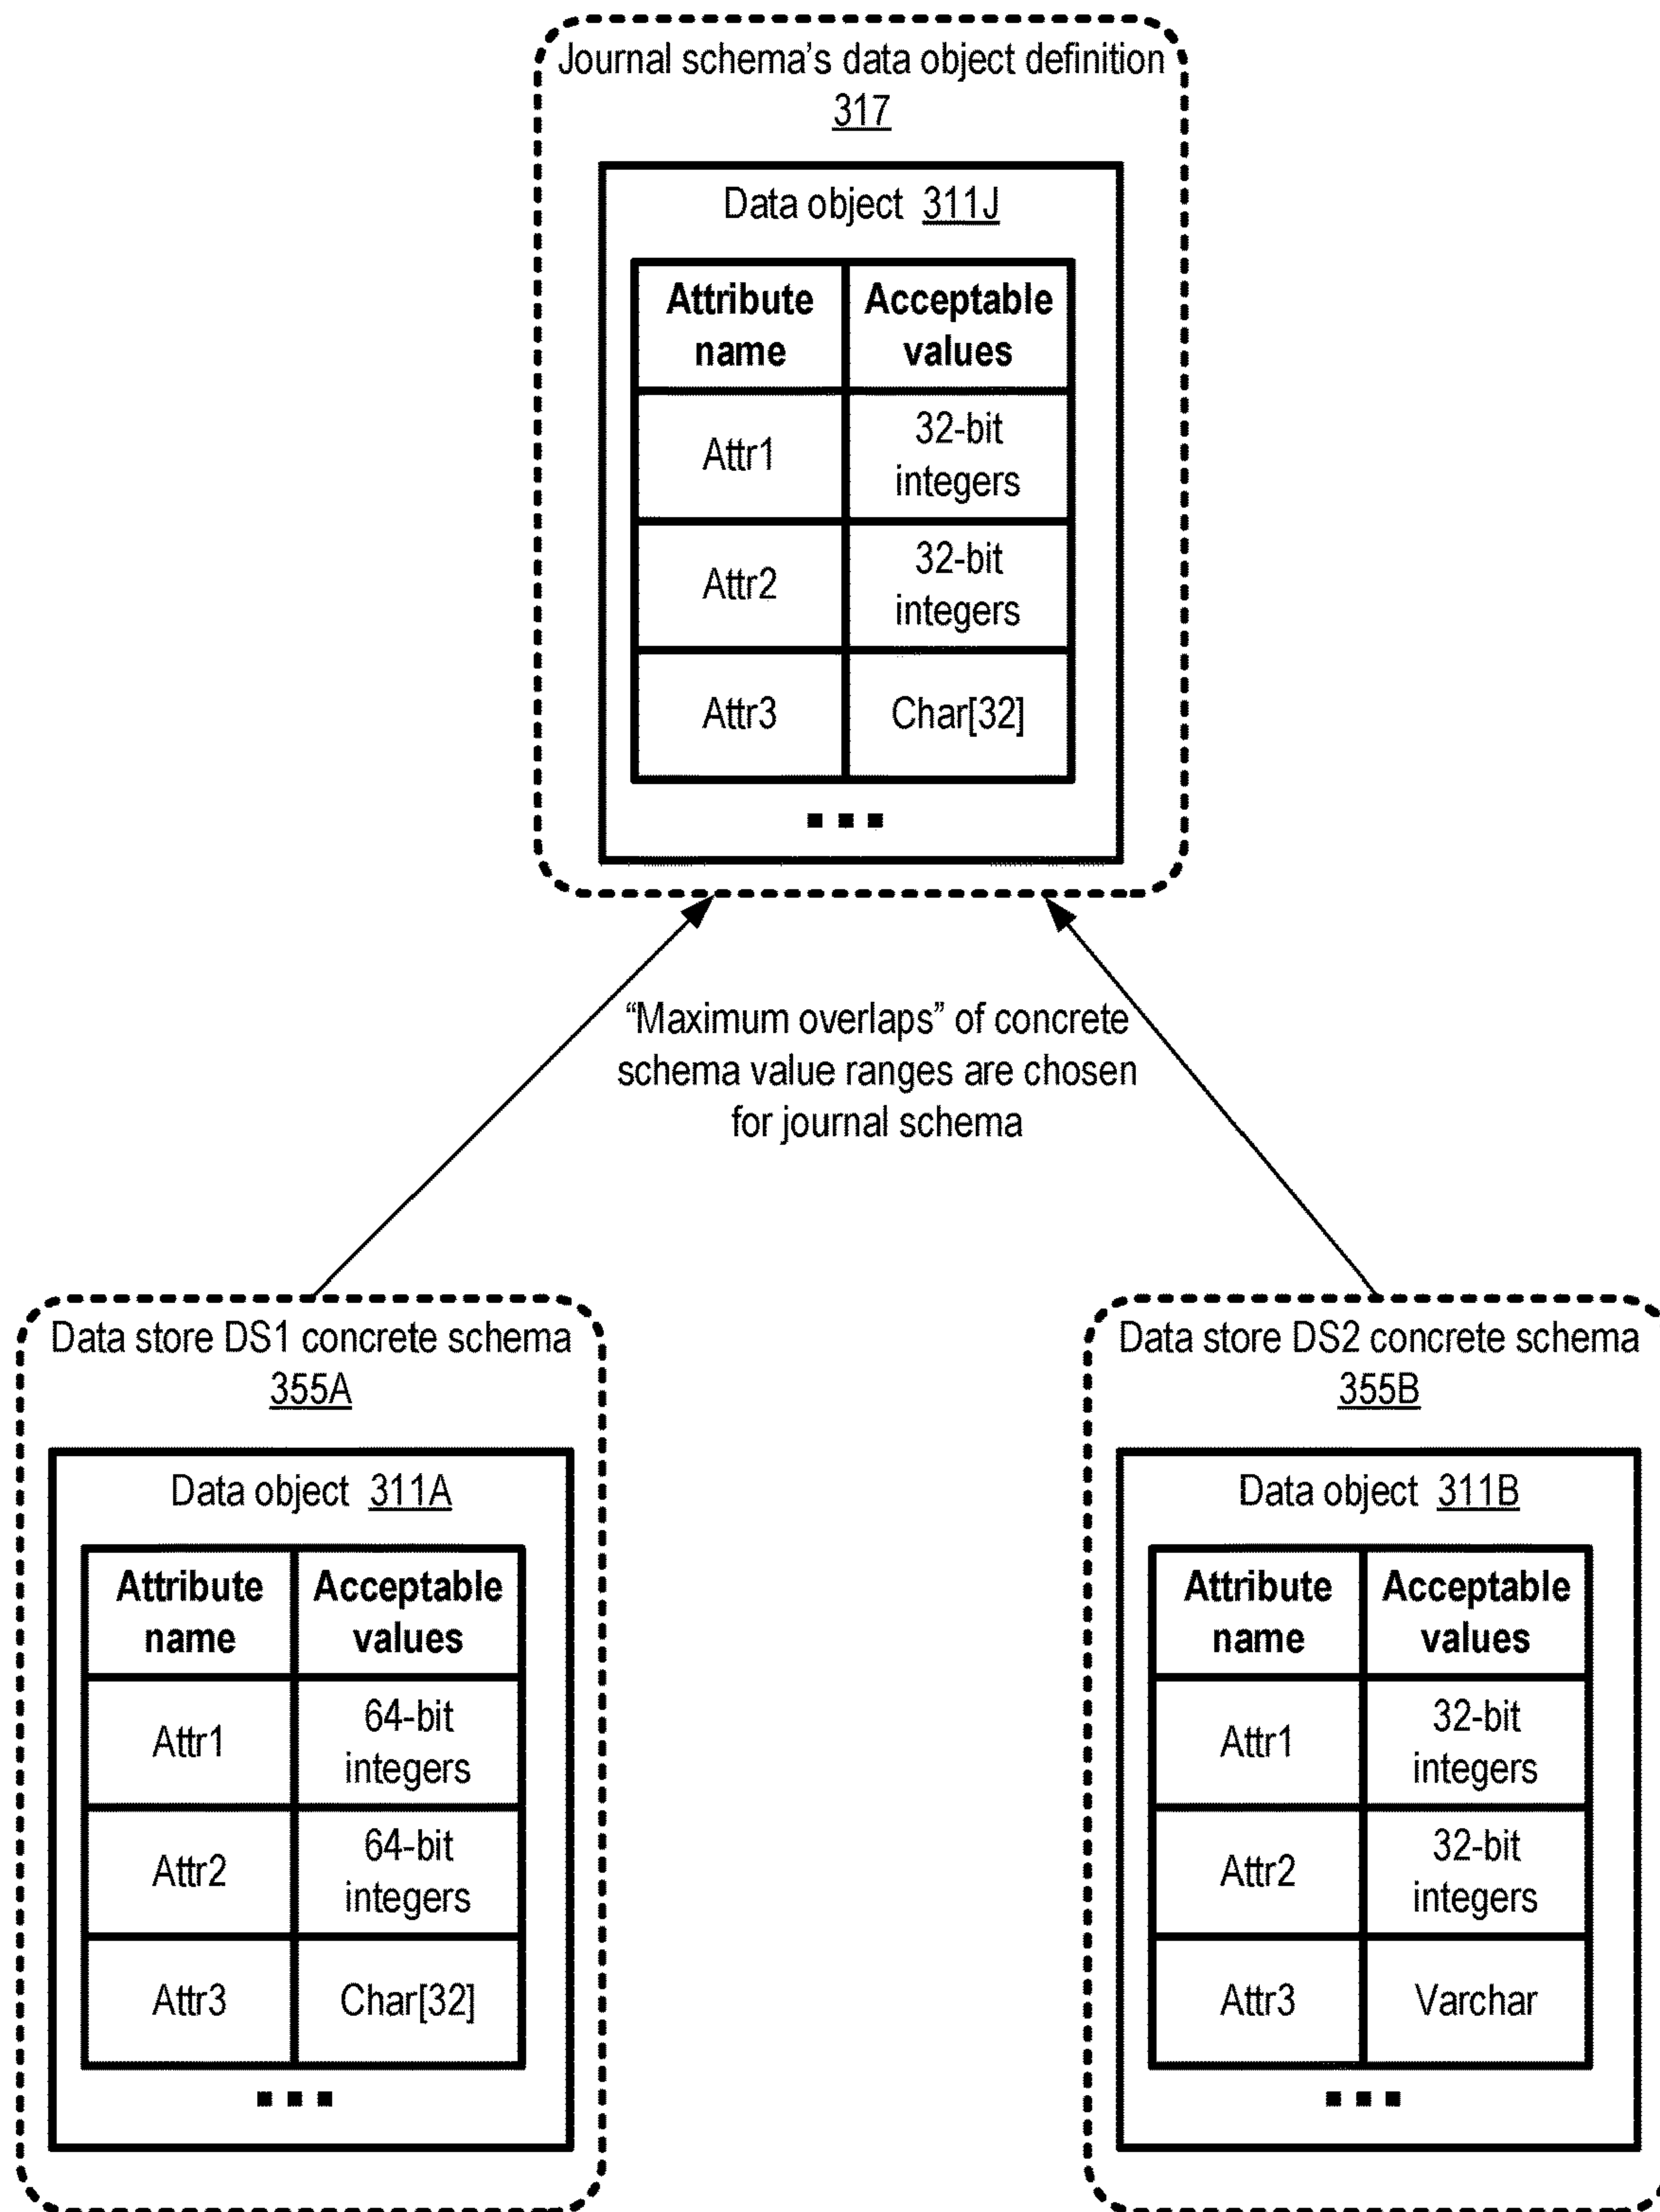 Journal schema's data object definition
317
Data object 311J
Attribute name Acceptable values
Attr1 32-bit integers
Attr2 32-bit integers
Attr3 Char[32]
"Maximum overlaps" of concrete
schema value ranges are chosen
for journal schema
Data store DS1 concrete schema
355A
Data object 311A
Attribute name Acceptable values
Attr1 64-bit integers
Attr2 64-bit integers
Attr3 Char[32]
Data store DS2 concrete schema
355B
Data object 311B
Attribute name Acceptable values
Attr1 32-bit integers
Attr2 32-bit integers
Attr3 Varchar